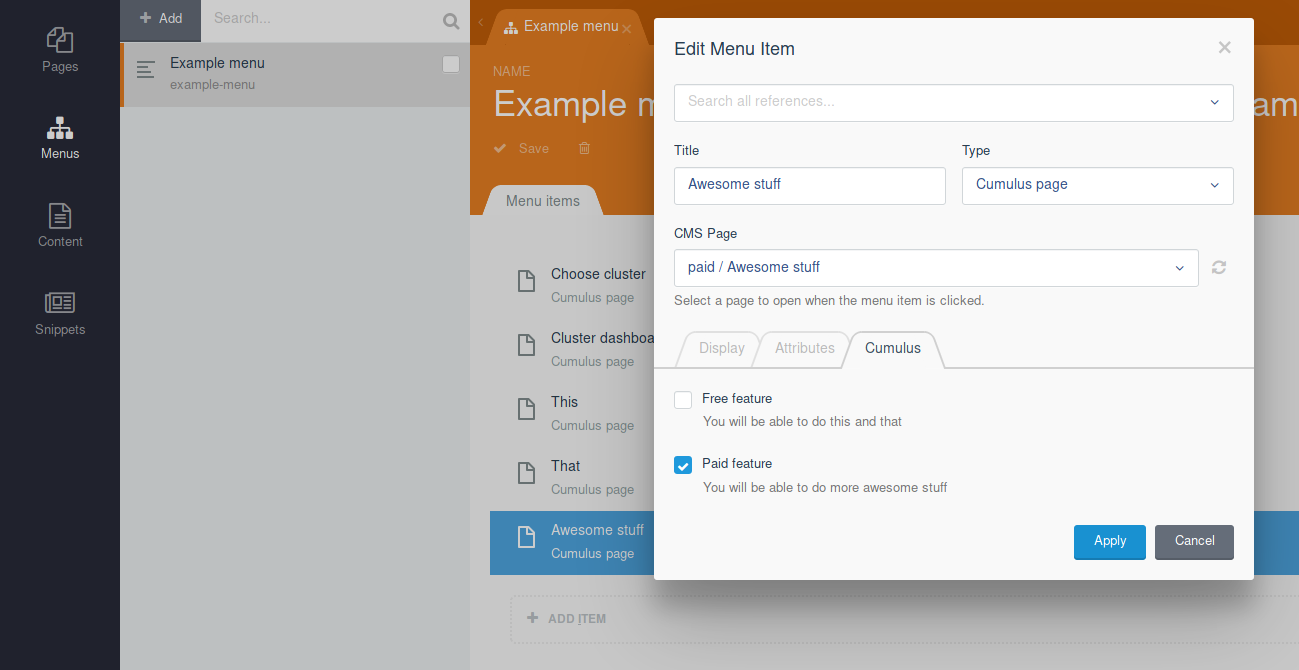 Pages
Menus
Content
Snippets
Add
Search...
Example menu
example-menu
Example menu
NAME
Example m
Save
Menu items
Choose cluster
Cumulus page
Cluster dashboa
Cumulus page
This
Cumulus page
That
Cumulus page
Awesome stuff
Cumulus page
ADD ITEM
am
Edit Menu Item
Search all references...
Title
Type
Awesome stuff
Cumulus page
CMS Page
paid / Awesome stuff
Select a page to open when the menu item is clicked.
Display
Attributes
Cumulus
Free feature
You will be able to do this and that
Paid feature
You will be able to do more awesome stuff
Apply
Cancel